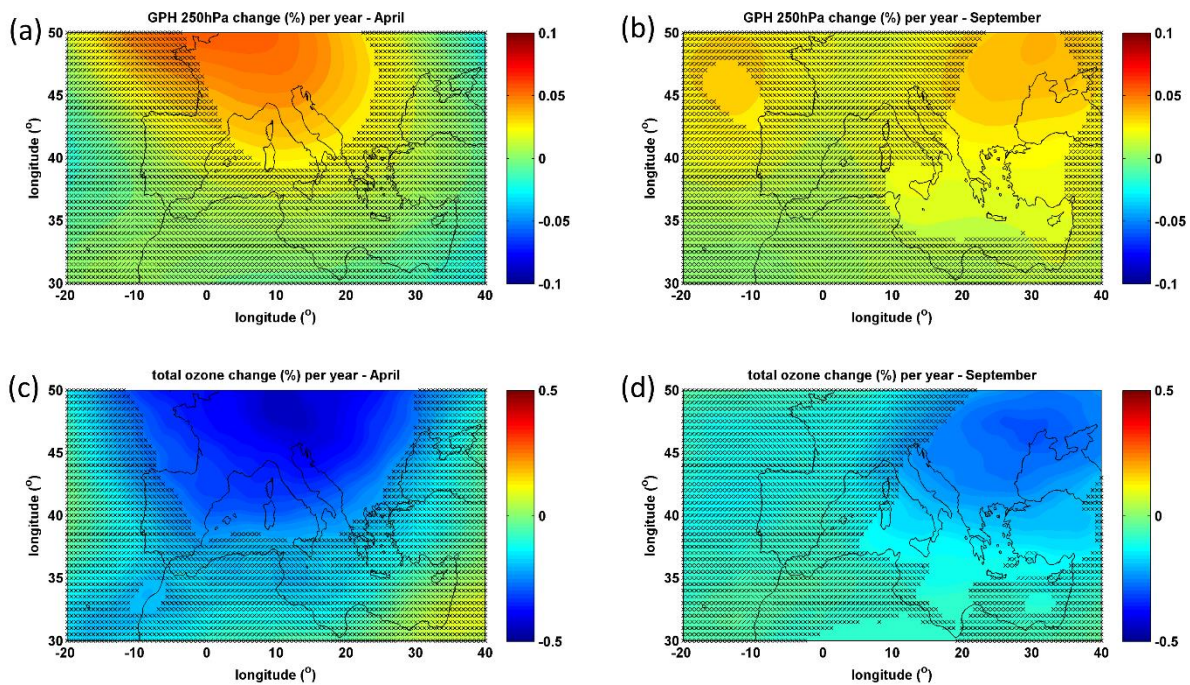 (a)
GPH 250hPa change (%) per year - April
50
45
40
35
30
longitude (°)
-20 -10 0 10 20 30 40
longitude (°)
0.1
0.05
0
-0.05
-0.1
(b)
GPH 250hPa change (%) per year - September
50
45
40
35
30
longitude (°)
-20 -10 0 10 20 30 40
longitude (°)
0.1
0.05
0
-0.05
-0.1
(c)
total ozone change (%) per year - April
50
45
40
35
30
longitude (°)
-20 -10 0 10 20 30 40
longitude (°)
0.5
0
-0.5
(d)
total ozone change (%) per year - September
50
45
40
35
30
longitude (°)
-20 -10 0 10 20 30 40
longitude (°)
0.5
0
-0.5